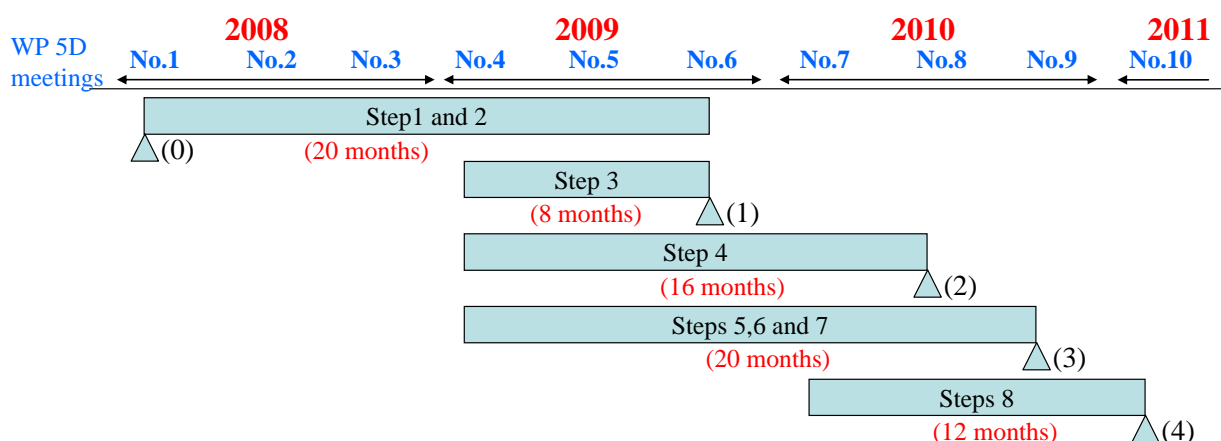 2008 2009 2010 2011
WP 5D
meetings
No.1 No.2 No.3 No.4 No.5 No.6 No.7 No.8 No.9 No.10
Step1 and 2
(0) (20 months)
Step 3
(8 months) (1)
Step 4
(16 months) (2)
Steps 5,6 and 7
(20 months) (3)
Steps 8
(12 months) (4)